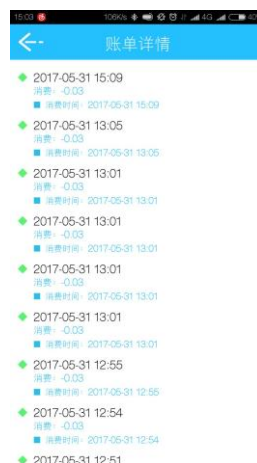 15:03 106K/s 4G 40
账单详情
2017-05-31 15:09
消费：-0.03
消费时间：2017-05-31 15:09
2017-05-31 13:05
消费：-0.03
消费时间：2017-05-31 13:05
2017-05-31 13:01
消费：-0.03
消费时间：2017-05-31 13:01
2017-05-31 13:01
消费：-0.03
消费时间：2017-05-31 13:01
2017-05-31 13:01
消费：-0.03
消费时间：2017-05-31 13:01
2017-05-31 13:01
消费：-0.03
消费时间：2017-05-31 13:01
2017-05-31 12:55
消费：-0.03
消费时间：2017-05-31 12:55
2017-05-31 12:54
消费：-0.03
消费时间：2017-05-31 12:54
2017-05-31 12:51